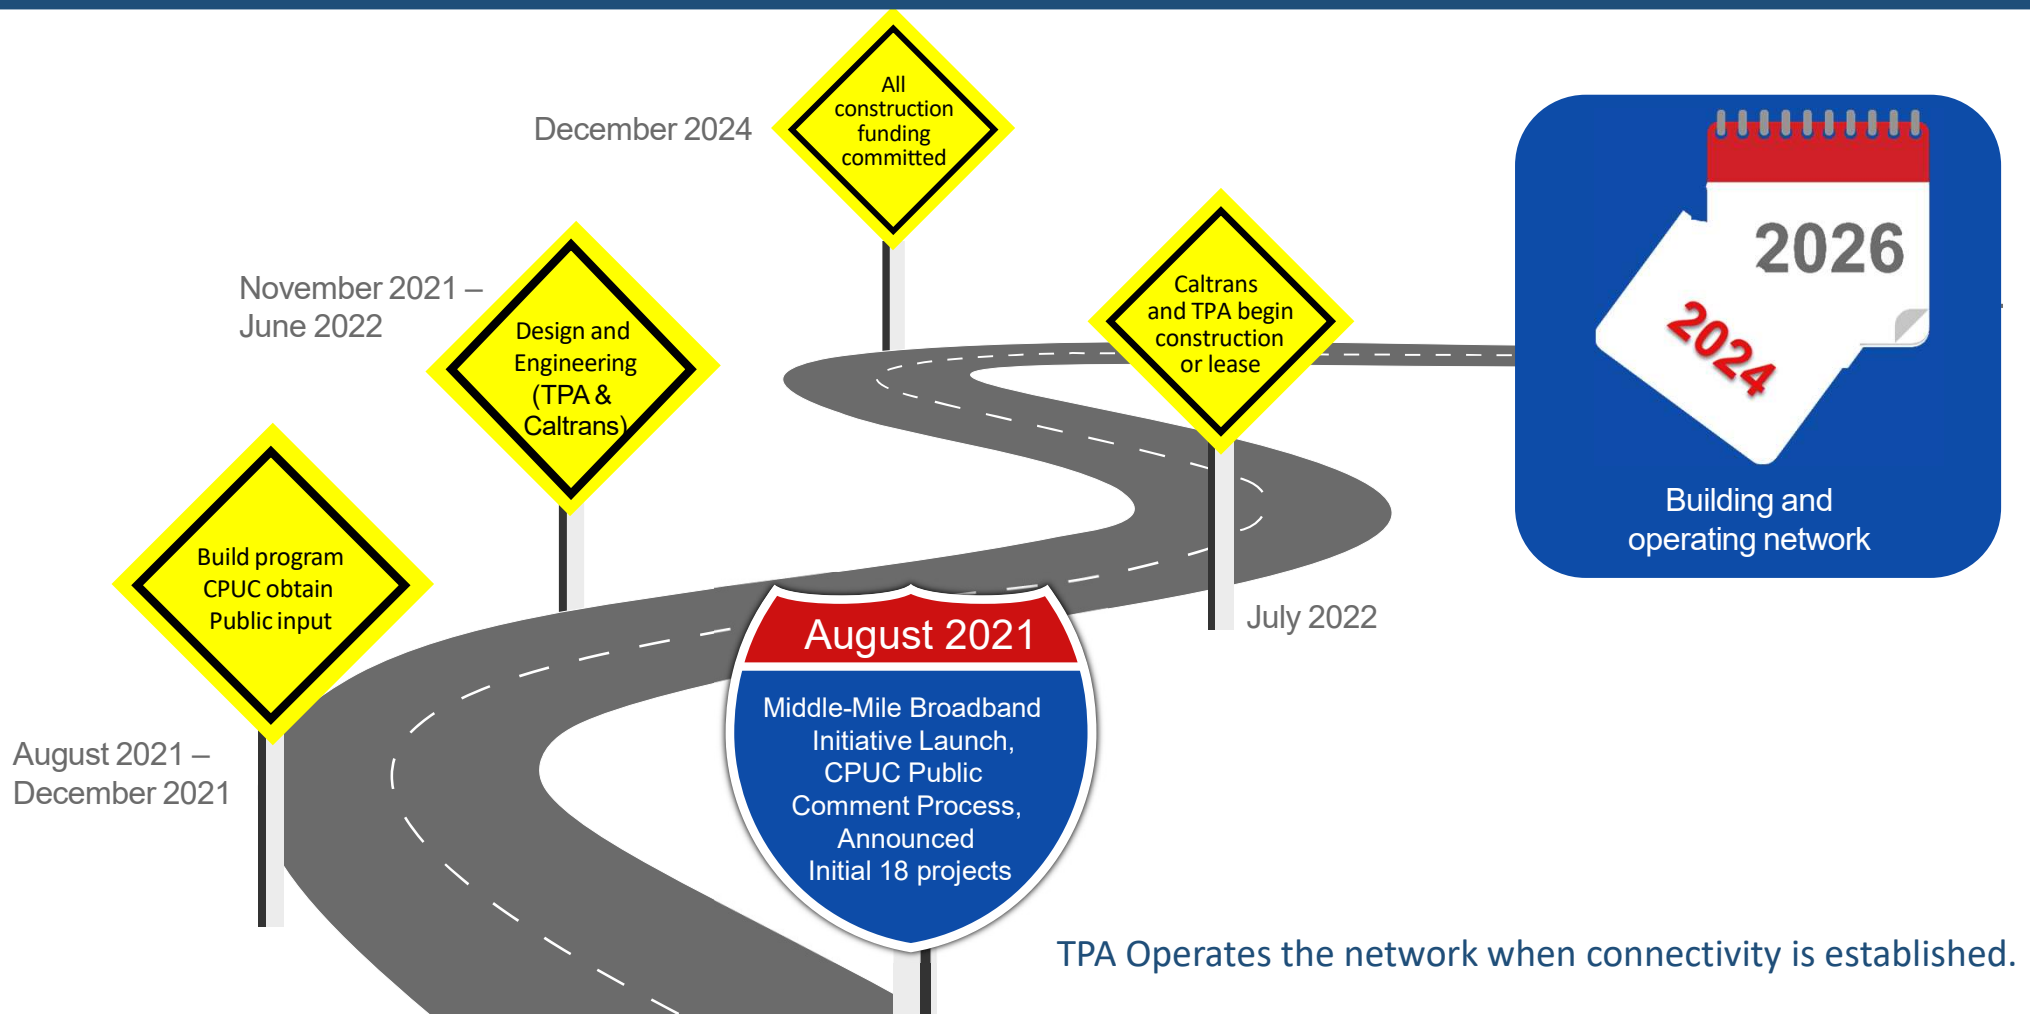 December 2024
All
construction
funding
committed
November 2021 –
June 2022
Design and
Engineering
(TPA &
Caltrans)
Caltrans
and TPA begin
construction
or lease
July 2022
2026
2024
Building and
operating network
Build program
CPUC obtain
Public input
August 2021 –
December 2021
August 2021
Middle-Mile Broadband
Initiative Launch,
CPUC Public
Comment Process,
Announced
Initial 18 projects
TPA Operates the network when connectivity is established.